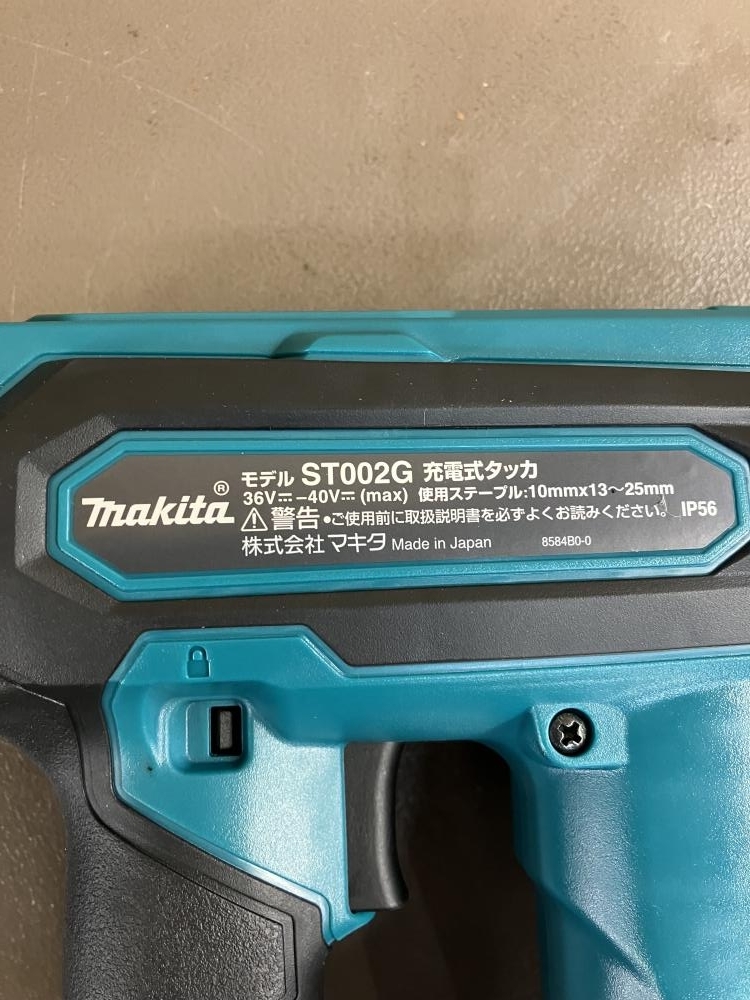 makita®
モデル ST002G 充電式タッカ
36V⎓-40V⎓(max) 使用ステープル:10mmx13〜25mm
⚠警告•ご使用前に取扱説明書を必ずよくお読みください。 IP56
株式会社マキタ Made in Japan 8584B0-0